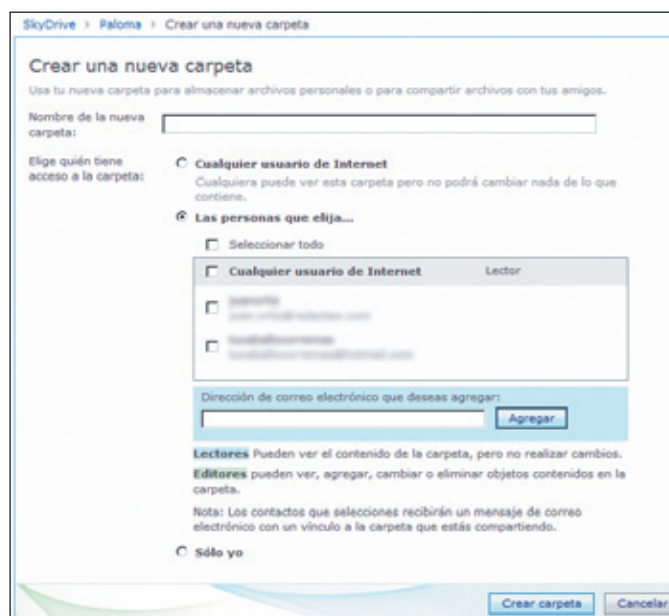 SkyDrive > Paloma > Crear una nueva carpeta
Crear una nueva carpeta
Usa tu nueva carpeta para almacenar archivos personales o para compartir archivos con tus amigos.
Nombre de la nueva
carpeta:
Elige quién tiene
acceso a la carpeta:
Cualquier usuario de Internet
Cualquiera puede ver esta carpeta pero no podrá cambiar nada de lo que
contiene.
Las personas que elija...
Seleccionar todo
Cualquier usuario de Internet Lector
Dirección de correo electrónico que deseas agregar:
Agregar
Lectores Pueden ver el contenido de la carpeta, pero no realizar cambios.
Editores pueden ver, agregar, cambiar o eliminar objetos contenidos en la
carpeta.
Nota: Los contactos que selecciones recibirán un mensaje de correo
electrónico con un vínculo a la carpeta que estás compartiendo.
Sólo yo
Crear carpeta Cancelar